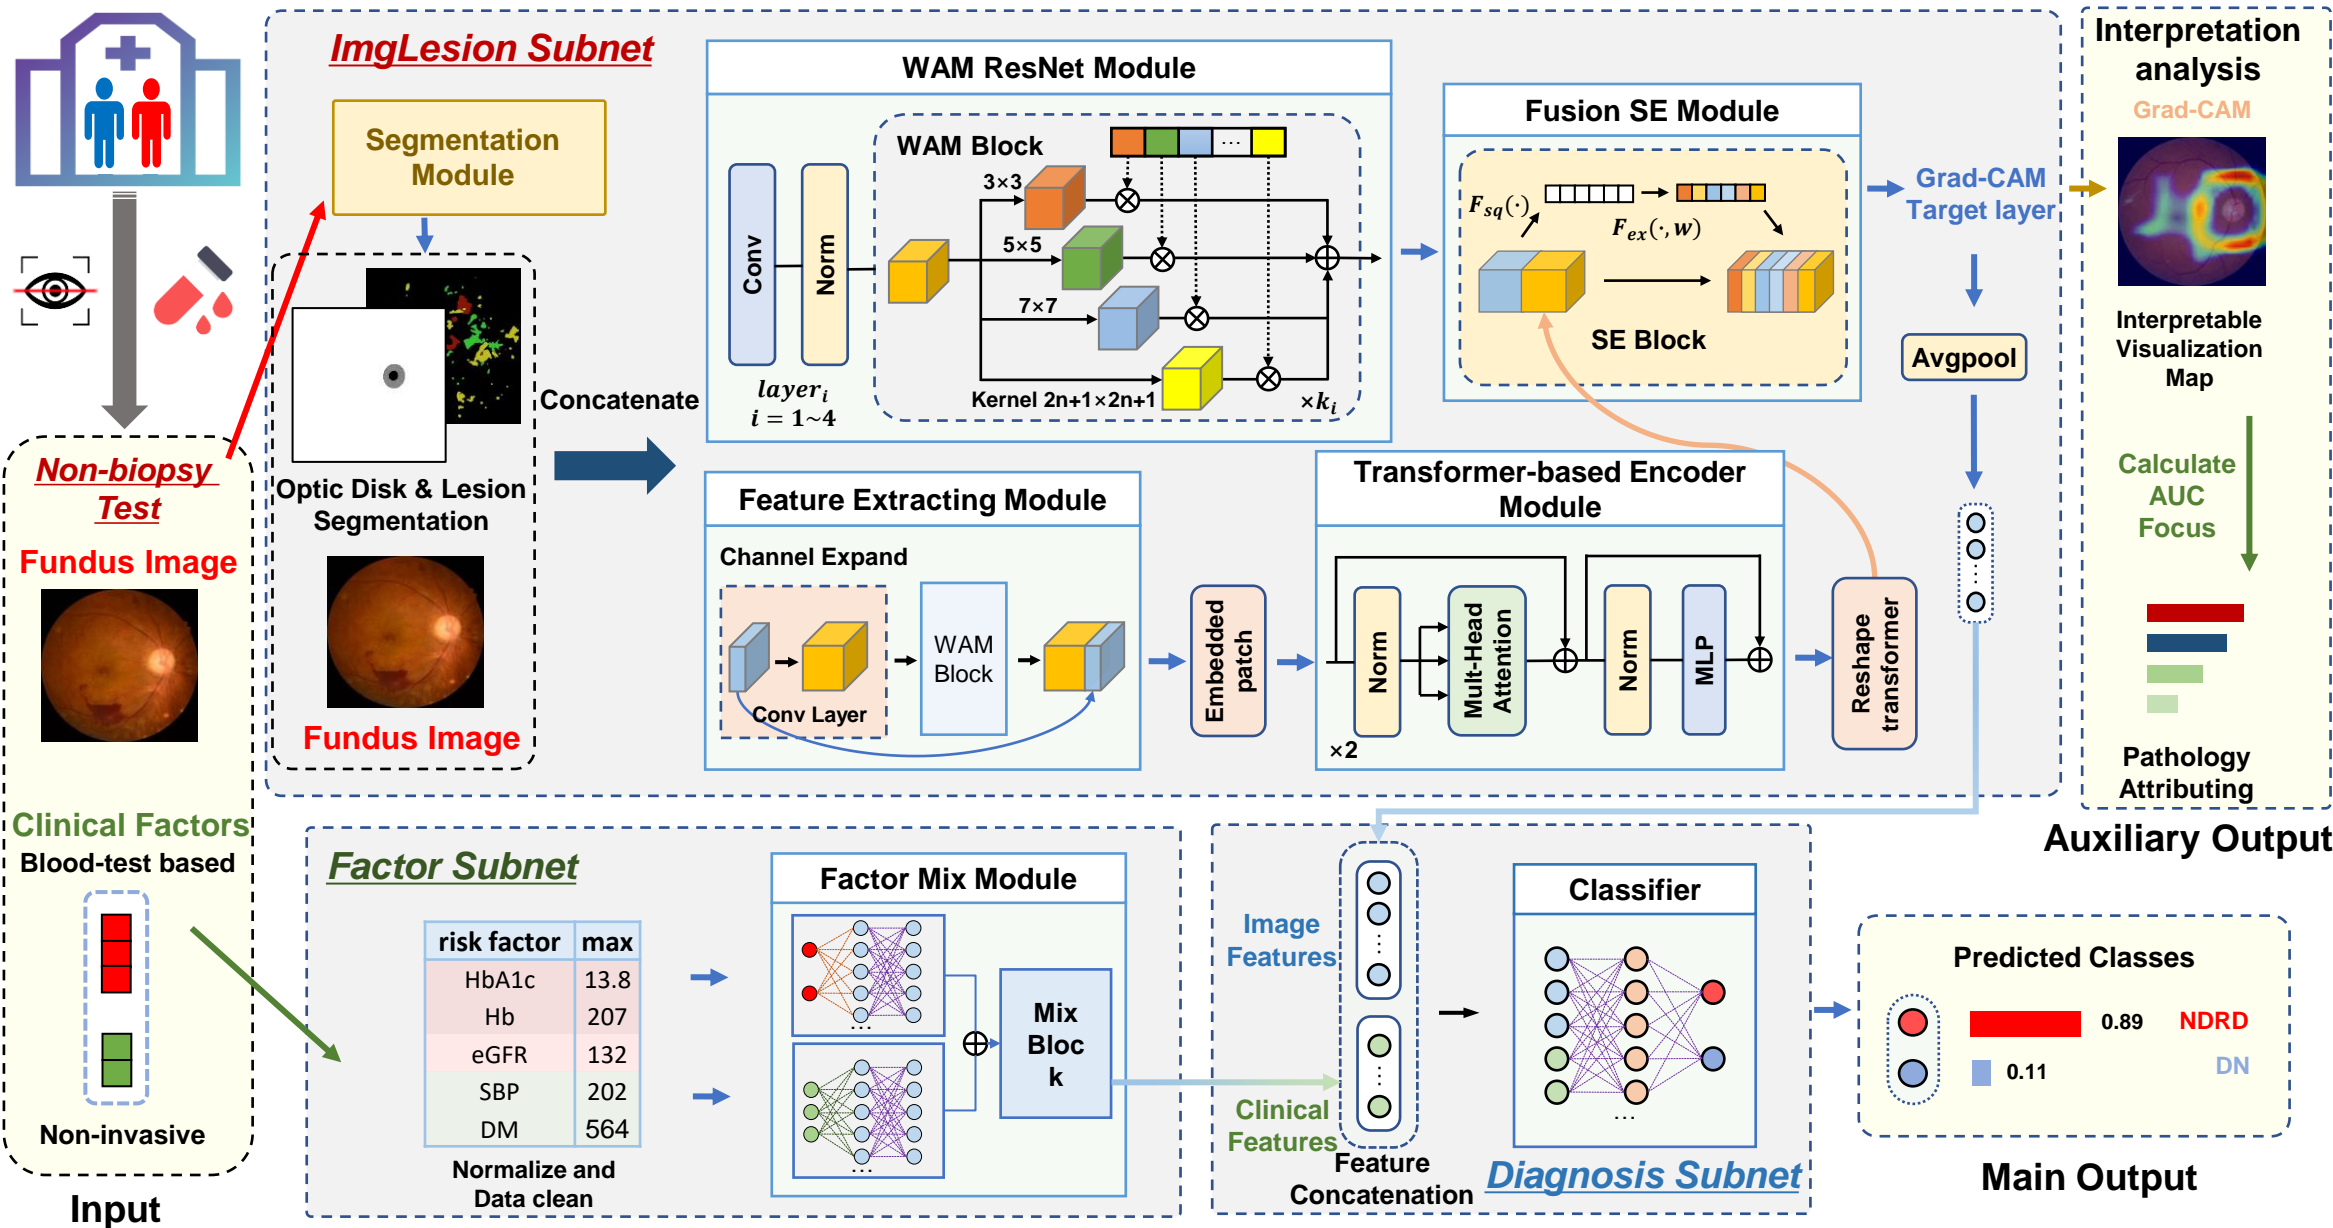 Non-biopsy
Test
Fundus Image
Clinical Factors
Blood-test based
Non-invasive
Input
ImgLesion Subnet
Segmentation
Module
Optic Disk & Lesion
Segmentation
Fundus Image
Concatenate
WAM ResNet Module
Conv
Norm
layer_i
i = 1~4
WAM Block
...
3×3
5×5
7×7
Kernel 2n+1×2n+1
×k_i
Fusion SE Module
F_sq(·)
F_ex(·, w)
SE Block
Grad-CAM
Target layer
Avgpool
Feature Extracting Module
Channel Expand
Conv Layer
WAM
Block
Embedded
patch
Transformer-based Encoder
Module
Norm
Mult-Head
Attention
Norm
MLP
×2
Reshape
transformer
Interpretation
analysis
Grad-CAM
Interpretable
Visualization
Map
Calculate
AUC
Focus
Pathology
Attributing
Auxiliary Output
Factor Subnet
risk factor max
HbA1c 13.8
Hb 207
eGFR 132
SBP 202
DM 564
Normalize and
Data clean
Factor Mix Module
...
...
Mix
Bloc
k
Image
Features
Clinical
Features
Feature
Concatenation
Classifier
...
Diagnosis Subnet
Predicted Classes
0.89 NDRD
0.11 DN
Main Output